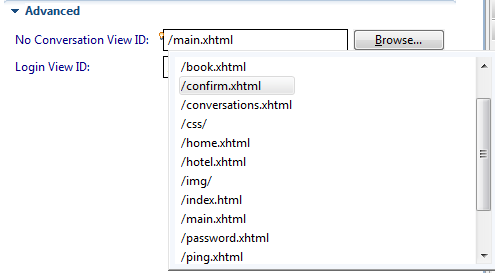 Advanced
No Conversation View ID: /main.xhtml Browse...
Login View ID:
/book.xhtml
/confirm.xhtml
/conversations.xhtml
/css/
/home.xhtml
/hotel.xhtml
/img/
/index.html
/main.xhtml
/password.xhtml
/ping.xhtml